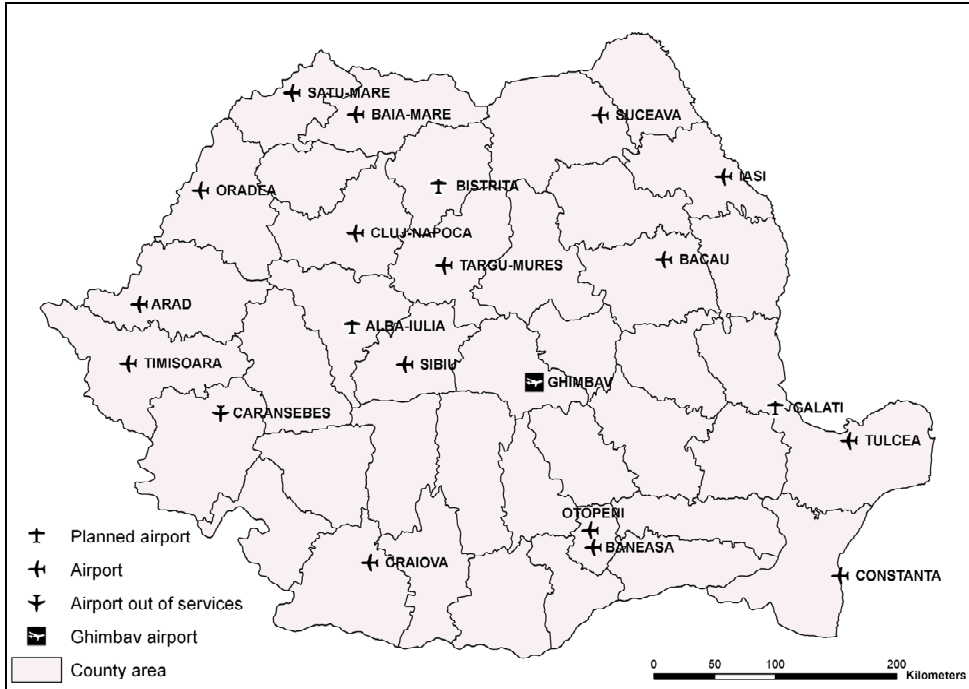 SATU-MARE
BAIA-MARE
SUCEAVA
IASI
ORADEA
BISTRITA
CLUJ-NAPOCA
TARGU-MURES
BACAU
ARAD
ALBA-IULIA
TIMISOARA
SIBIU
GHIMBAV
CARANSEBES
GALATI
TULCEA
OTOPENI
BANEASA
CRAIOVA
CONSTANTA
Planned airport
Airport
Airport out of services
Ghimbav airport
County area
0 50 100 200
Kilometers